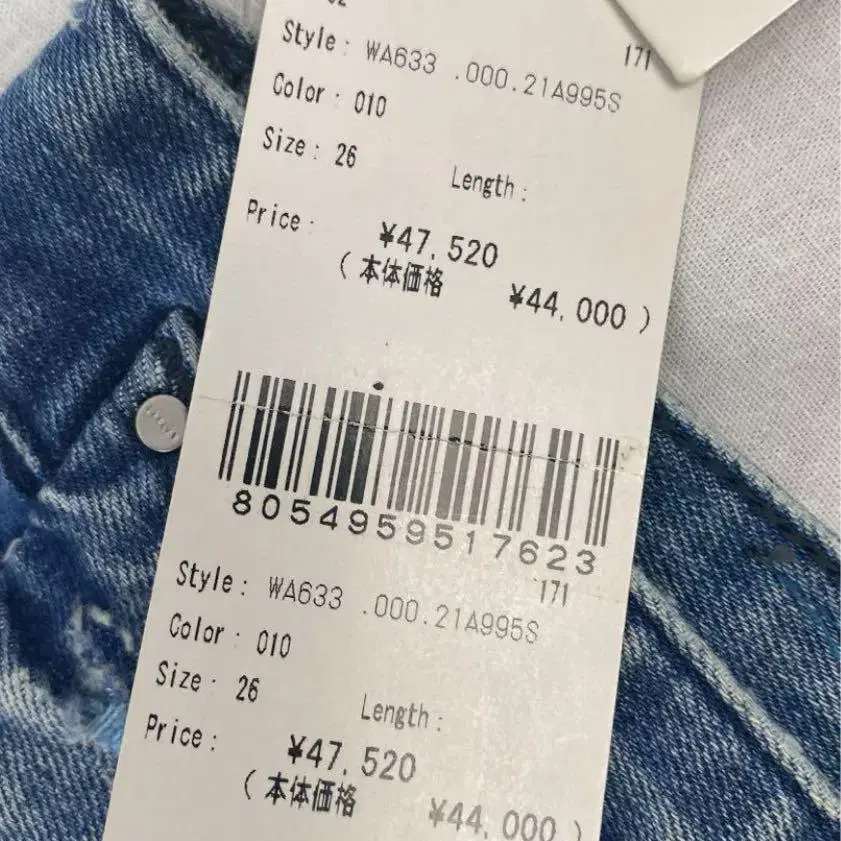 Style: WA633 .000.21A995S
171
Color: 010
Size: 26
Length:
Price: ¥47,520
(本体価格 ¥44,000)
8054959517623
171
Style: WA633 .000.21A995S
Color: 010
Size: 26
Length:
Price: ¥47,520
(本体価格 ¥44,000)